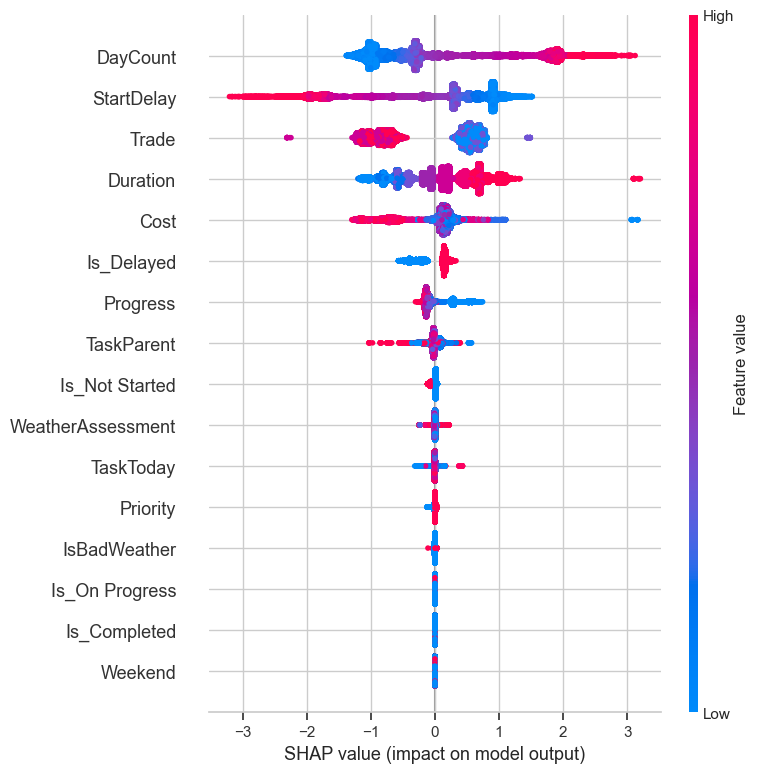 High
DayCount
StartDelay
Trade
Duration
Cost
Is_Delayed
Progress
TaskParent
Is_Not Started
WeatherAssessment
TaskToday
Priority
IsBadWeather
Is_On Progress
Is_Completed
Weekend
Feature value
Low
−3 −2 −1 0 1 2 3
SHAP value (impact on model output)